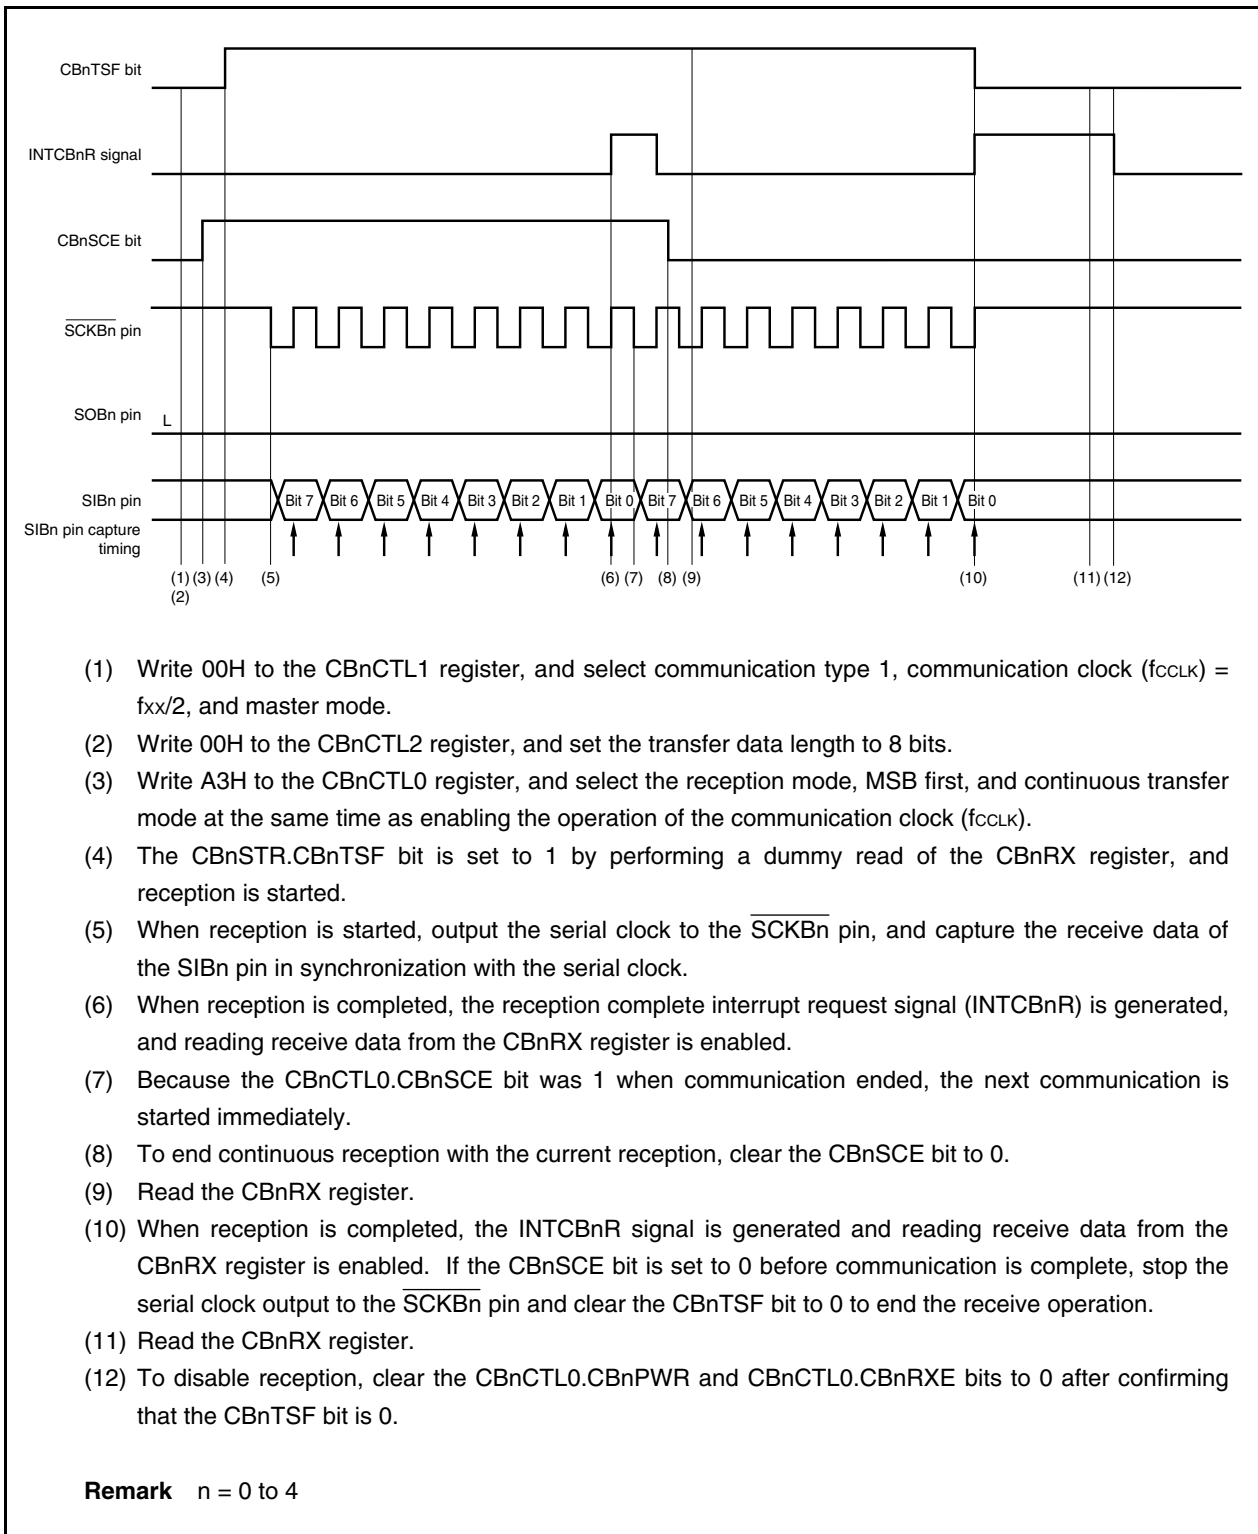 CBnTSF bit
INTCBnR signal
CBnSCE bit
SCKBn pin
SOBn pin L
SIBn pin Bit 7 Bit 6 Bit 5 Bit 4 Bit 3 Bit 2 Bit 1 Bit 0 Bit 7 Bit 6 Bit 5 Bit 4 Bit 3 Bit 2 Bit 1 Bit 0
SIBn pin capture
timing
(1) (3) (4) (5) (6) (7) (8) (9) (10) (11) (12)
(2)
(1) Write 00H to the CBnCTL1 register, and select communication type 1, communication clock (fCCLK) =
fXX/2, and master mode.
(2) Write 00H to the CBnCTL2 register, and set the transfer data length to 8 bits.
(3) Write A3H to the CBnCTL0 register, and select the reception mode, MSB first, and continuous transfer
mode at the same time as enabling the operation of the communication clock (fCCLK).
(4) The CBnSTR.CBnTSF bit is set to 1 by performing a dummy read of the CBnRX register, and
reception is started.
(5) When reception is started, output the serial clock to the SCKBn pin, and capture the receive data of
the SIBn pin in synchronization with the serial clock.
(6) When reception is completed, the reception complete interrupt request signal (INTCBnR) is generated,
and reading receive data from the CBnRX register is enabled.
(7) Because the CBnCTL0.CBnSCE bit was 1 when communication ended, the next communication is
started immediately.
(8) To end continuous reception with the current reception, clear the CBnSCE bit to 0.
(9) Read the CBnRX register.
(10) When reception is completed, the INTCBnR signal is generated and reading receive data from the
CBnRX register is enabled. If the CBnSCE bit is set to 0 before communication is complete, stop the
serial clock output to the SCKBn pin and clear the CBnTSF bit to 0 to end the receive operation.
(11) Read the CBnRX register.
(12) To disable reception, clear the CBnCTL0.CBnPWR and CBnCTL0.CBnRXE bits to 0 after confirming
that the CBnTSF bit is 0.
Remark n = 0 to 4